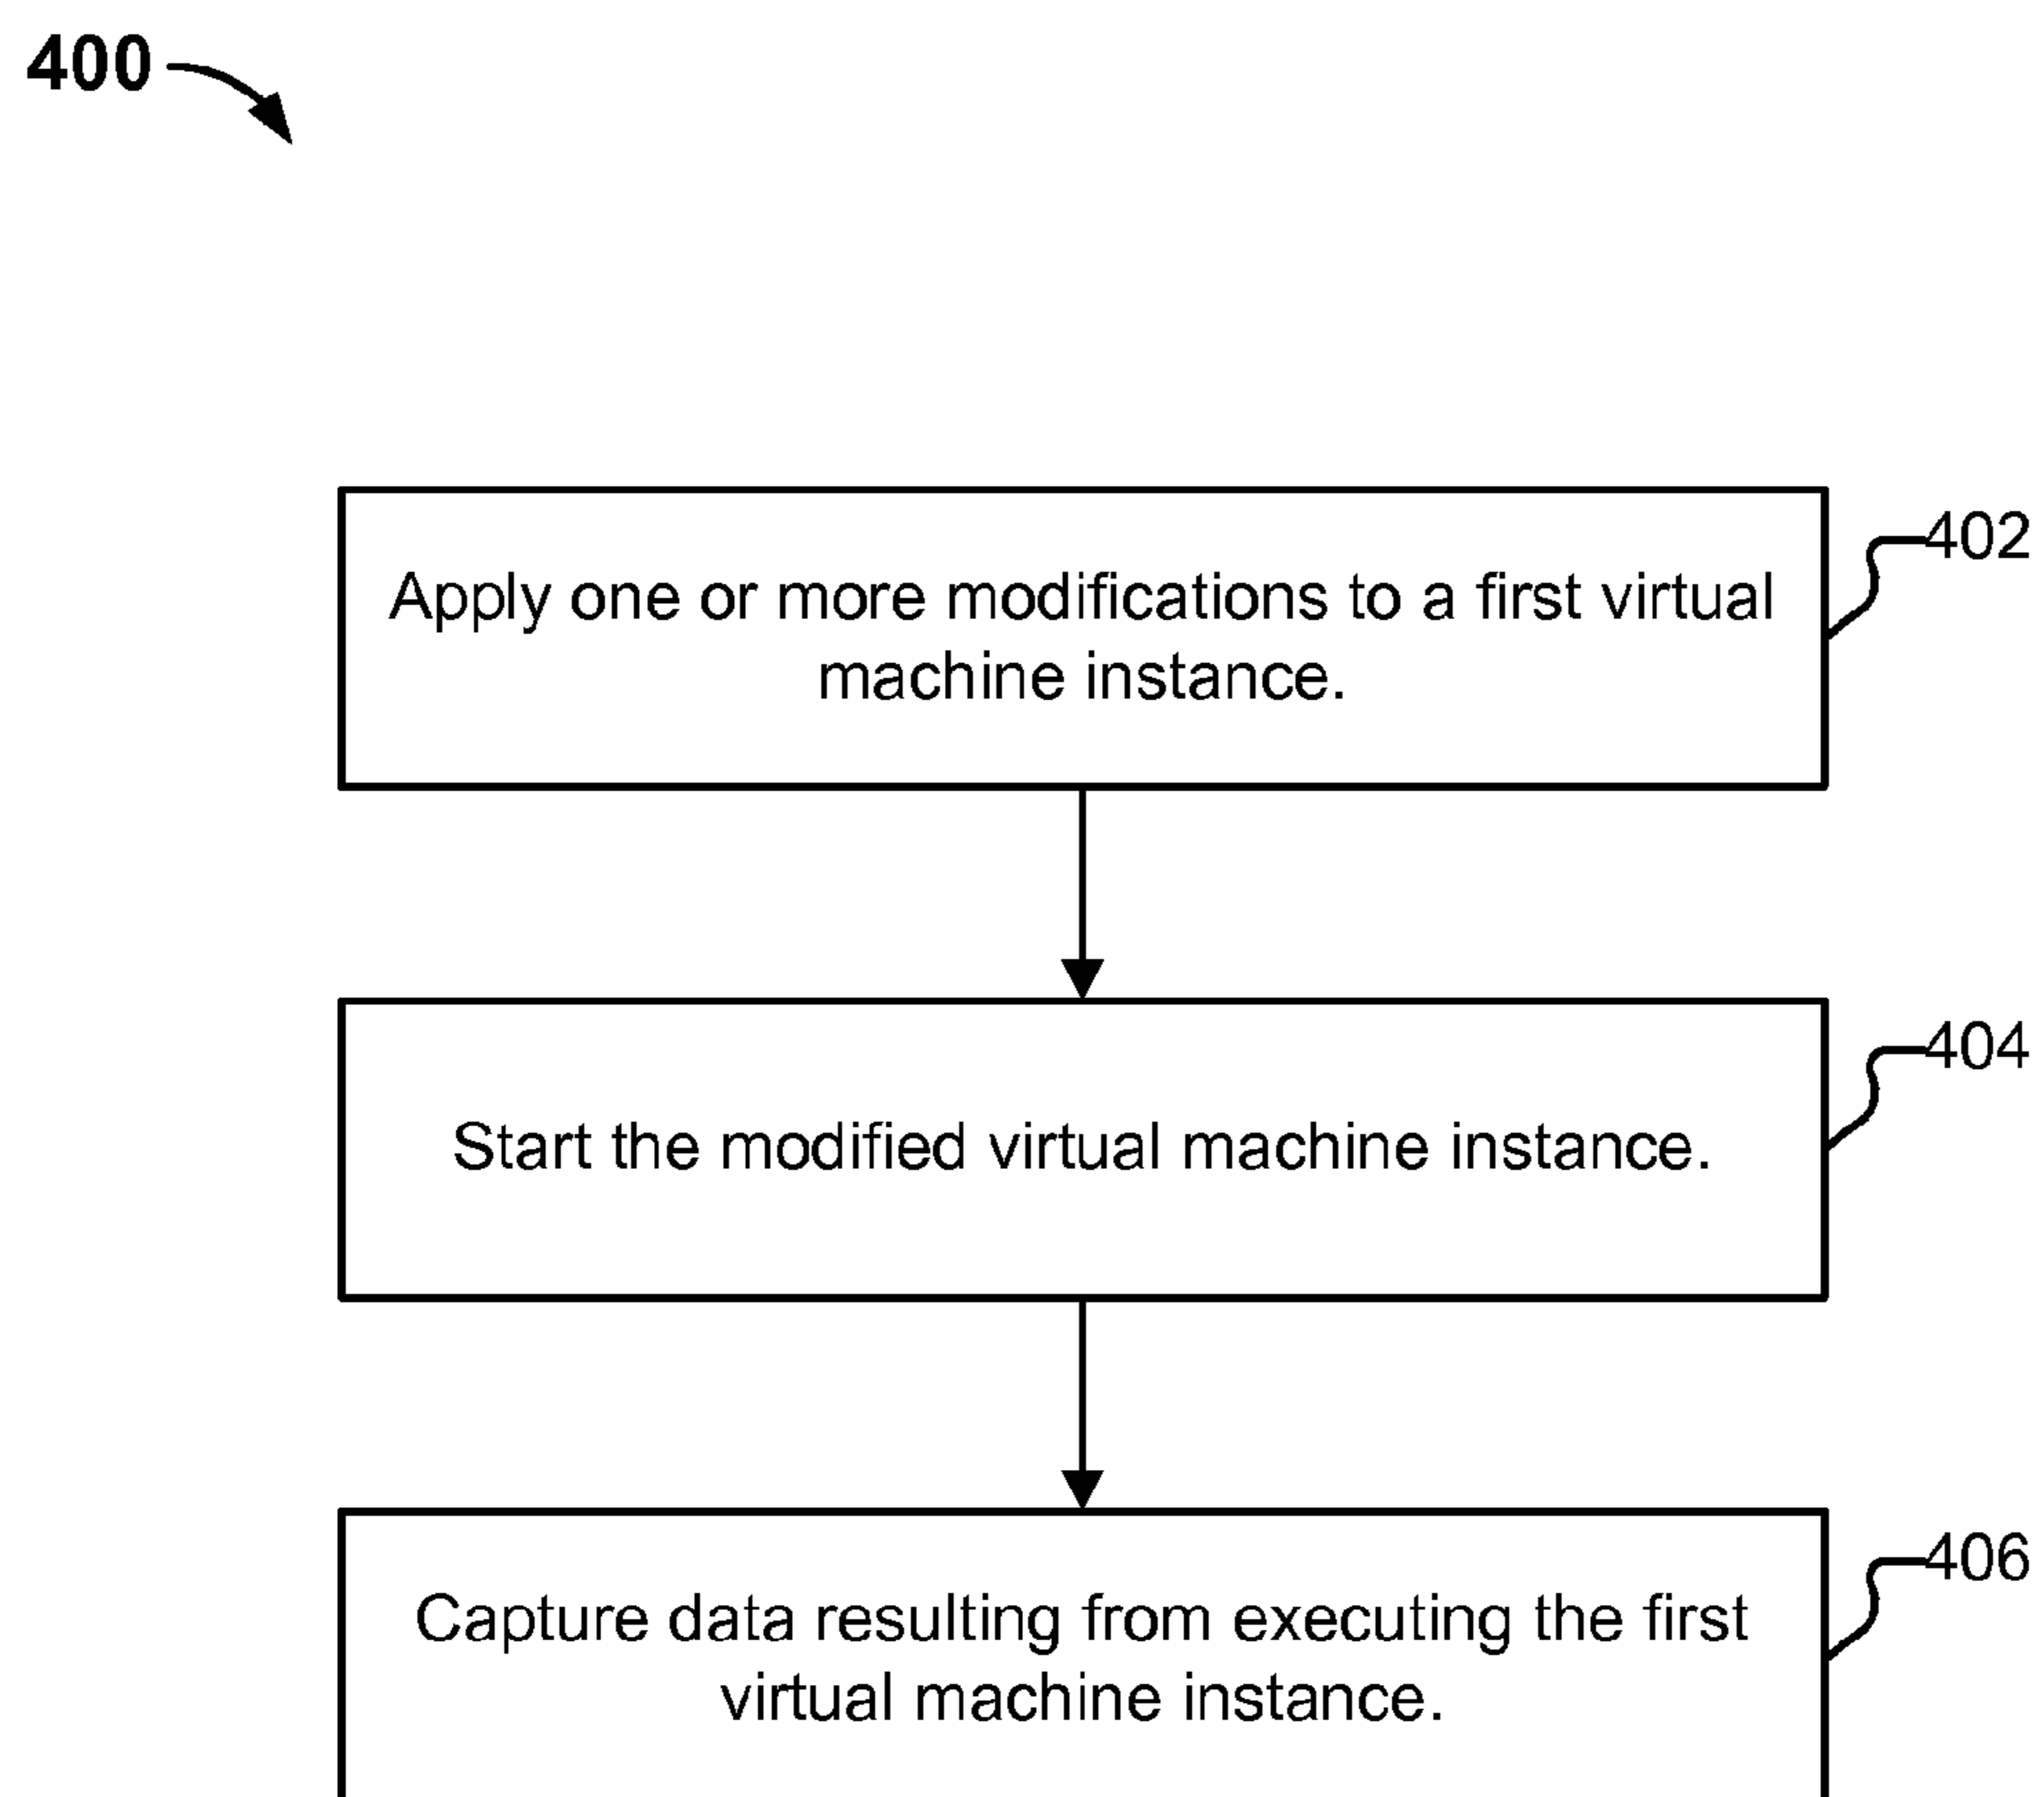 400
402
Apply one or more modifications to a first virtual
machine instance.
404
Start the modified virtual machine instance.
406
Capture data resulting from executing the first
virtual machine instance.